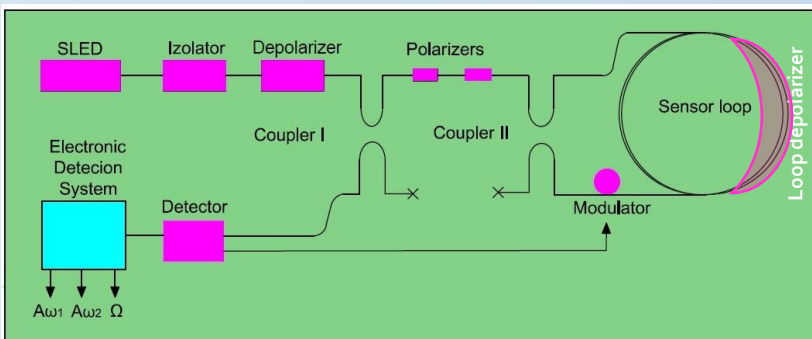 SLED
Izolator
Depolarizer
Polarizers
Coupler I
Coupler II
Sensor loop
Loop depolarizer
Electronic
Detecion
System
Detector
Modulator
Aω1
Aω2
Ω